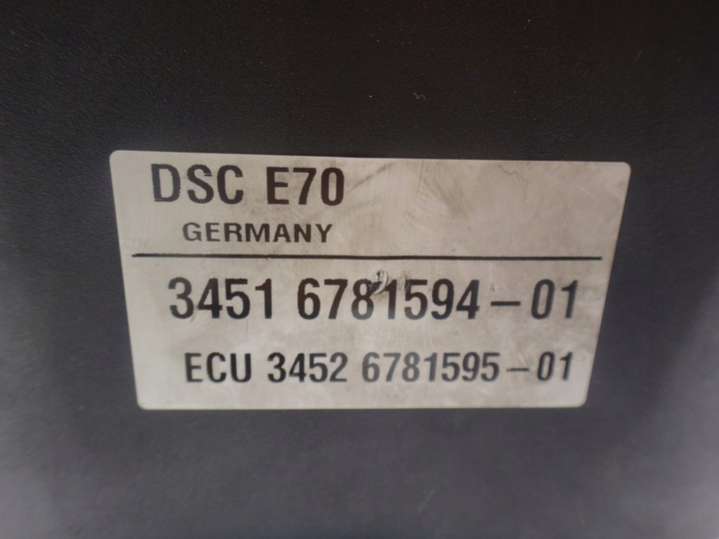 DSC E70
GERMANY
3451 6781594-01
ECU 3452 6781595-01